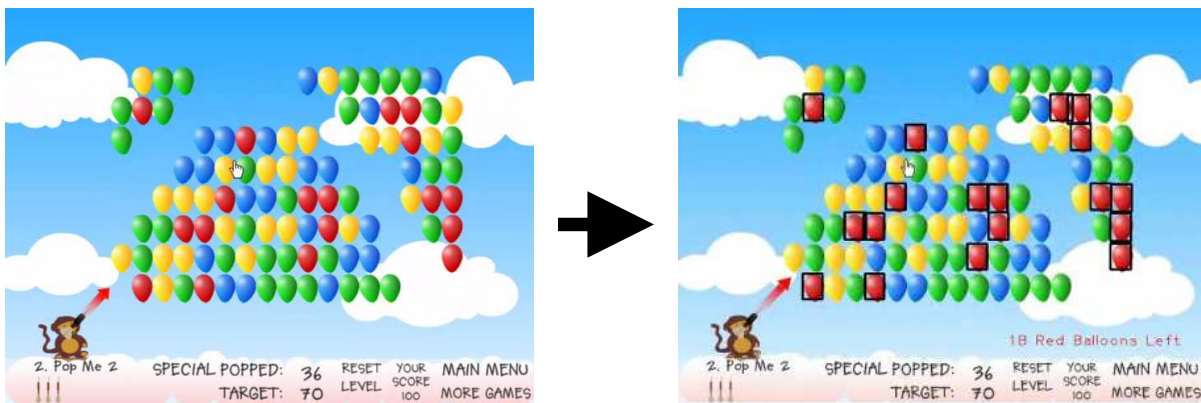 2. Pop Me 2
SPECIAL POPPED: 36
TARGET: 70
RESET
LEVEL
YOUR
SCORE
100
MAIN MENU
MORE GAMES
18 Red Balloons Left
2. Pop Me 2
SPECIAL POPPED: 36
TARGET: 70
RESET
LEVEL
YOUR
SCORE
100
MAIN MENU
MORE GAMES